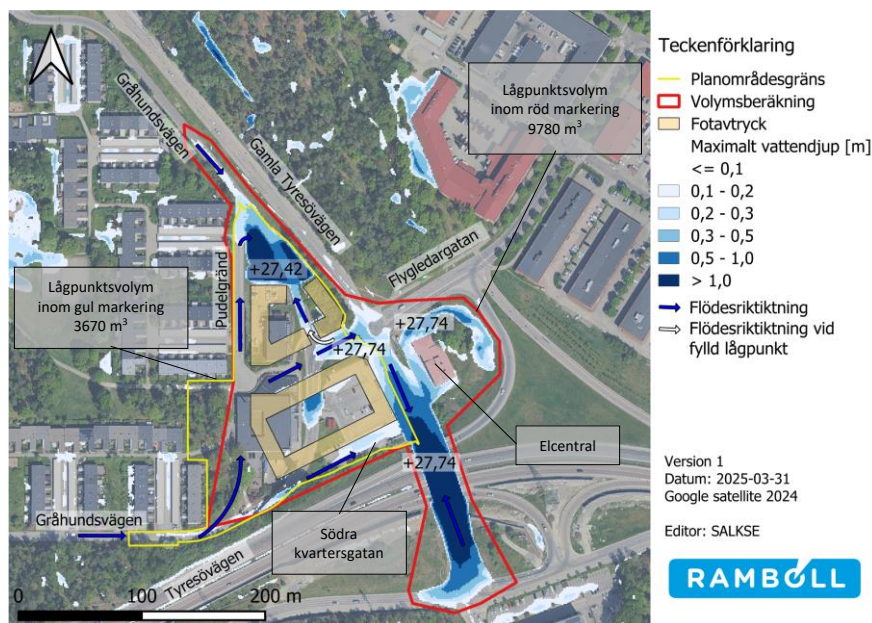 Gråhundsvägen
Gamla Tyresövägen
Lågpunktsvolym
inom röd markering
9780 m³
Flygledargatan
Pudelgränd
+27,42
Lågpunktsvolym
inom gul markering
3670 m³
+27,74
+27,74
+27,74
Elcentral
Södra
kvartersgatan
Gråhundsvägen
Tyresövägen
0 100 200 m
Teckenförklaring
Planområdesgräns
Volymsberäkning
Fotavtryck
Maximalt vattendjup [m]
<= 0,1
0,1 - 0,2
0,2 - 0,3
0,3 - 0,5
0,5 - 1,0
> 1,0
Flödesriktiktning
Flödesriktiktning vid
fylld lågpunkt
Version 1
Datum: 2025-03-31
Google satellite 2024
Editor: SALKSE
RAMBOLL